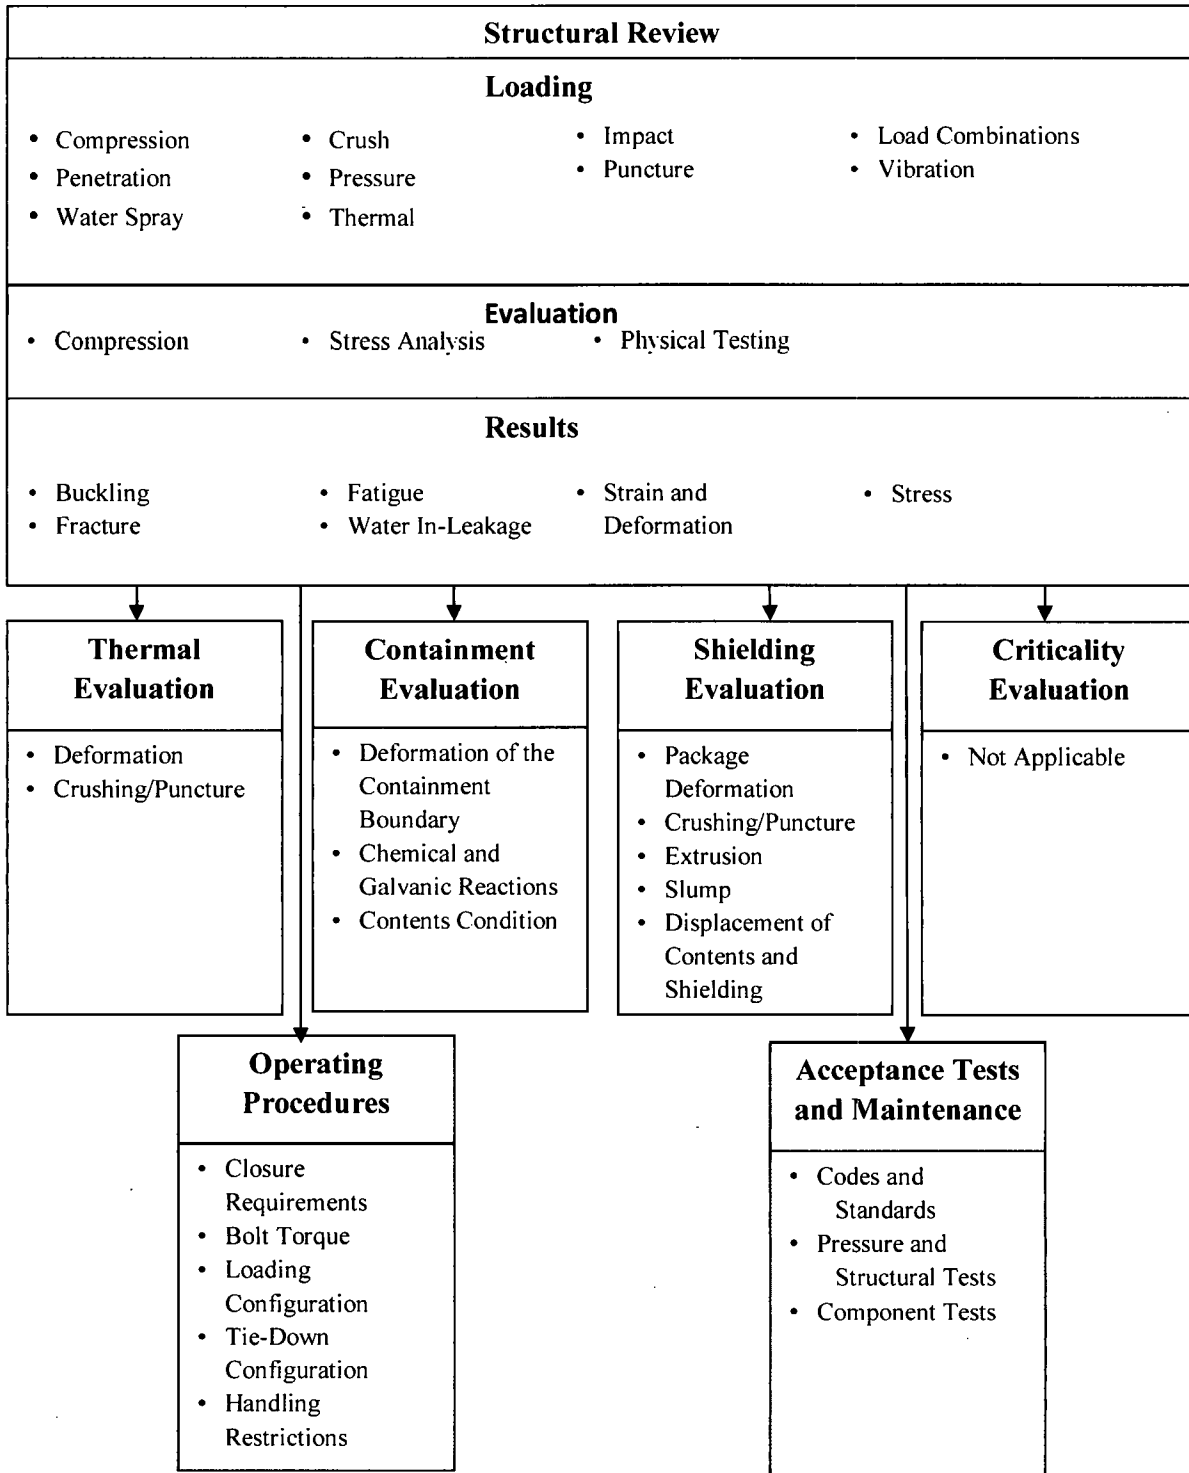 Structural Review
Loading
• Compression
• Penetration
• Water Spray
• Crush
• Pressure
• Thermal
• Impact
• Puncture
• Load Combinations
• Vibration
Evaluation
• Compression
• Stress Analysis
• Physical Testing
Results
• Buckling
• Fracture
• Fatigue
• Water In-Leakage
• Strain and
Deformation
• Stress
Thermal
Evaluation
• Deformation
• Crushing/Puncture
Containment
Evaluation
• Deformation of the
Containment
Boundary
• Chemical and
Galvanic Reactions
• Contents Condition
Shielding
Evaluation
• Package
Deformation
• Crushing/Puncture
• Extrusion
• Slump
• Displacement of
Contents and
Shielding
Criticality
Evaluation
• Not Applicable
Operating
Procedures
• Closure
Requirements
• Bolt Torque
• Loading
Configuration
• Tie-Down
Configuration
• Handling
Restrictions
Acceptance Tests
and Maintenance
• Codes and
Standards
• Pressure and
Structural Tests
• Component Tests